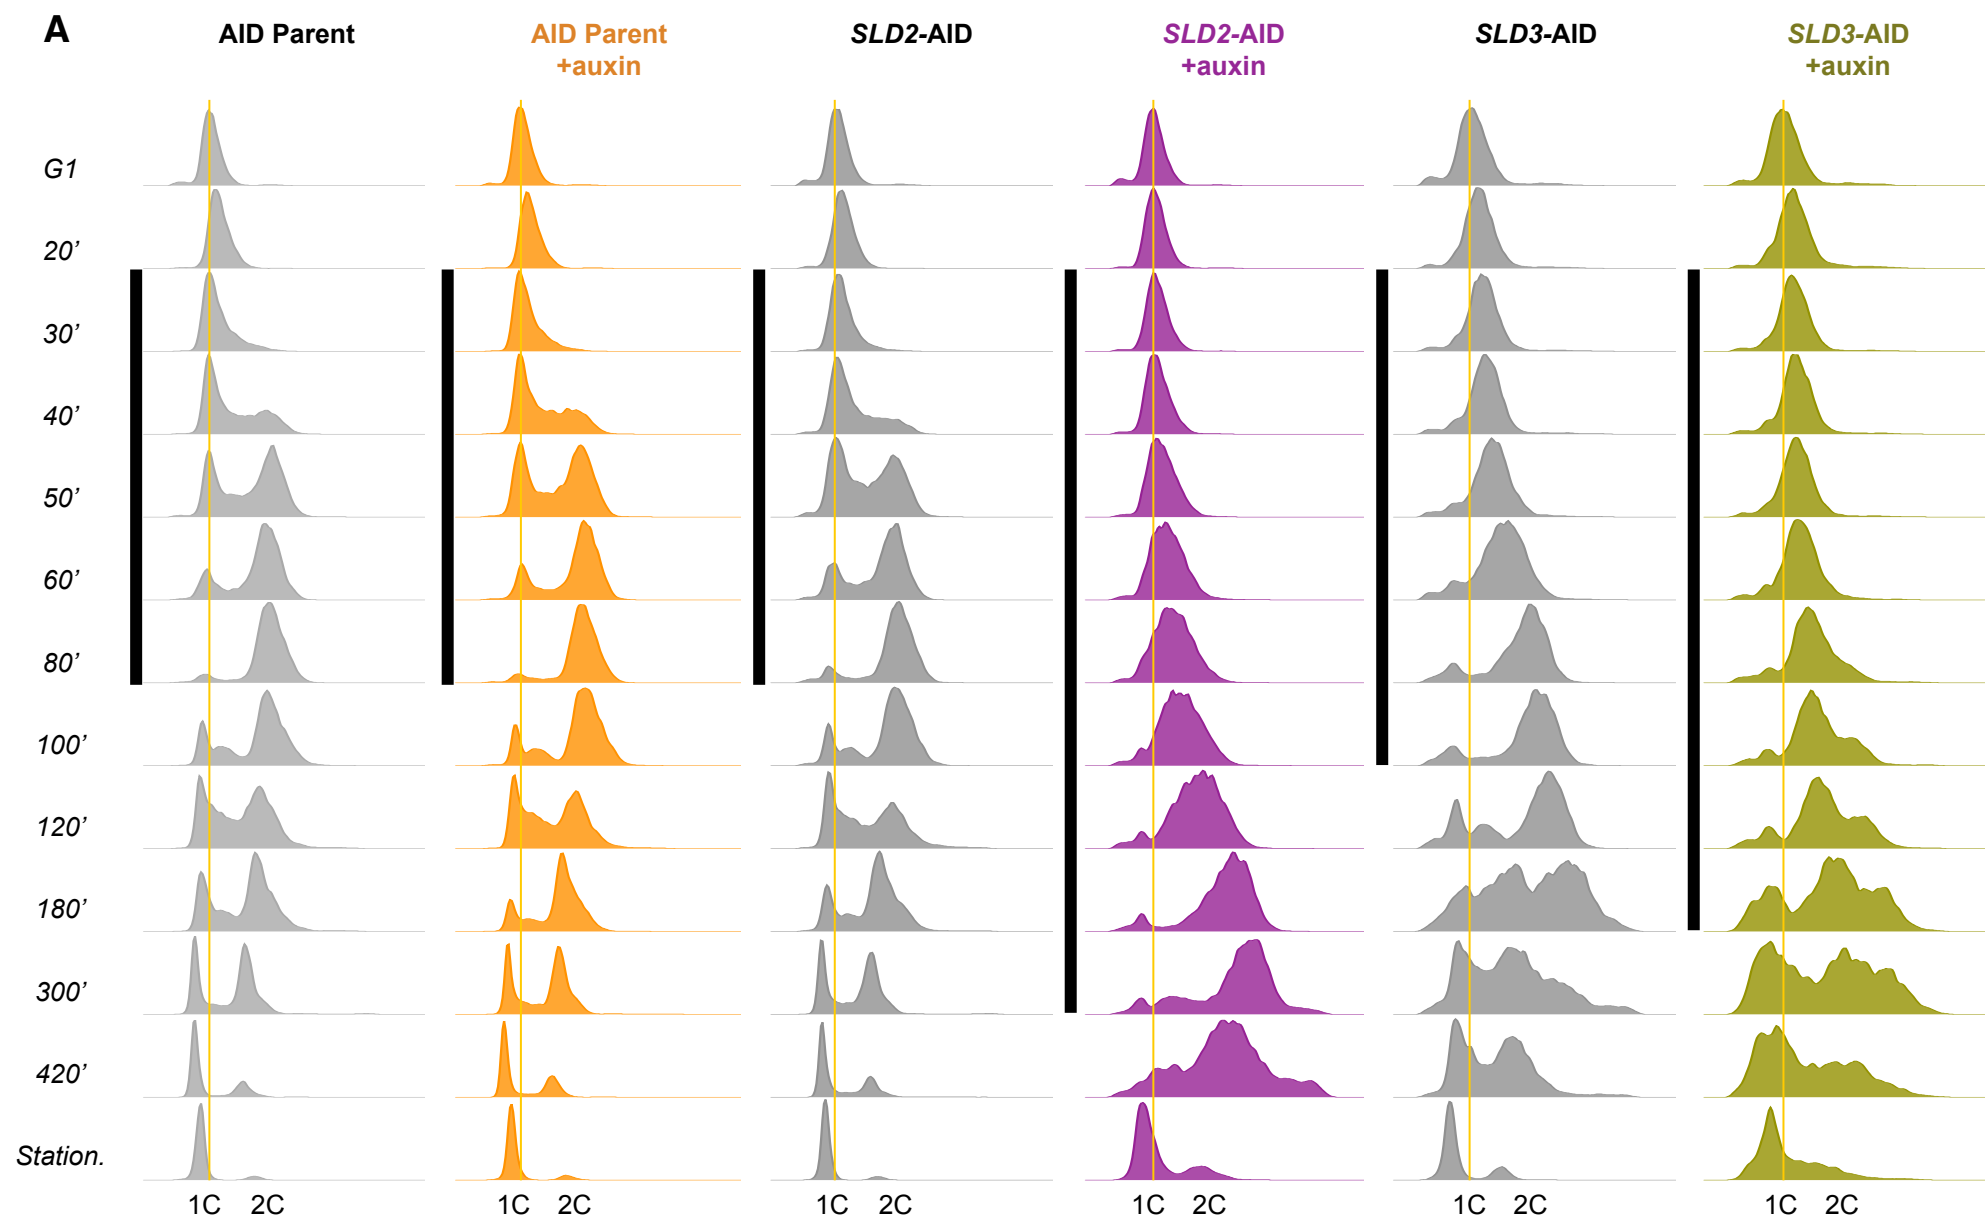 A
AID Parent
AID Parent
+auxin
SLD2-AID
SLD2-AID
+auxin
SLD3-AID
SLD3-AID
+auxin
G1
20’
30’
40’
50’
60’
80’
100’
120’
180’
300’
420’
Station.
1C 2C
1C 2C
1C 2C
1C 2C
1C 2C
1C 2C